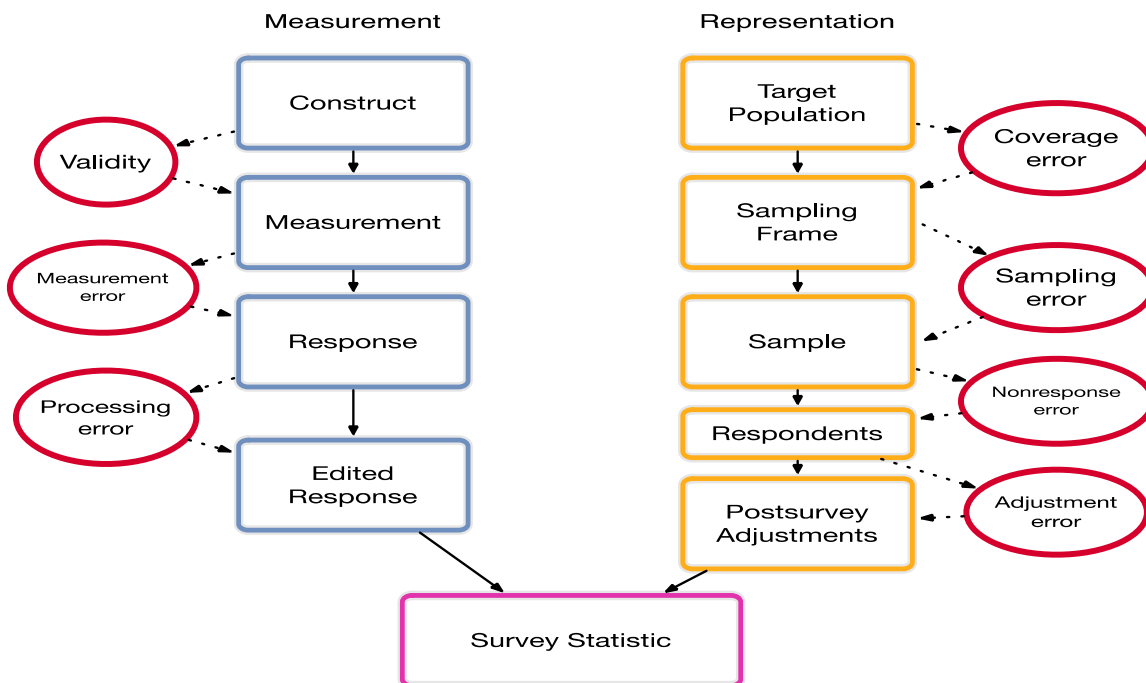 Measurement
Representation
Construct
Target
Population
Validity
Coverage
error
Measurement
Sampling
Frame
Measurement
error
Sampling
error
Response
Sample
Processing
error
Nonresponse
error
Respondents
Edited
Response
Postsurvey
Adjustments
Adjustment
error
Survey Statistic